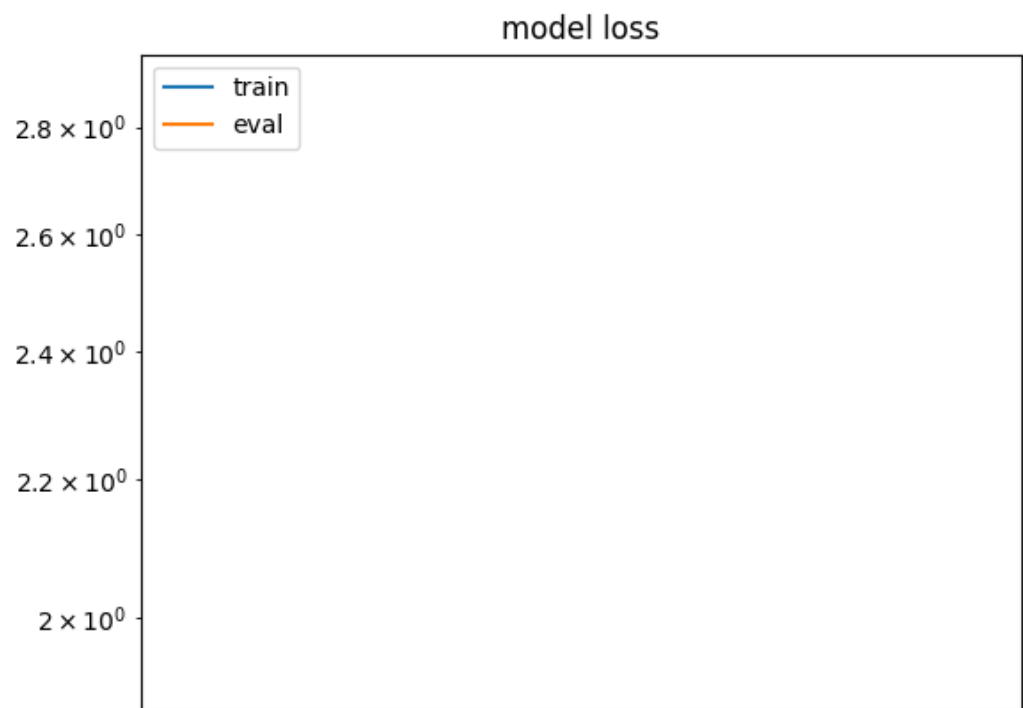 model loss
train
eval
2.8 × 10⁰
2.6 × 10⁰
2.4 × 10⁰
2.2 × 10⁰
2 × 10⁰